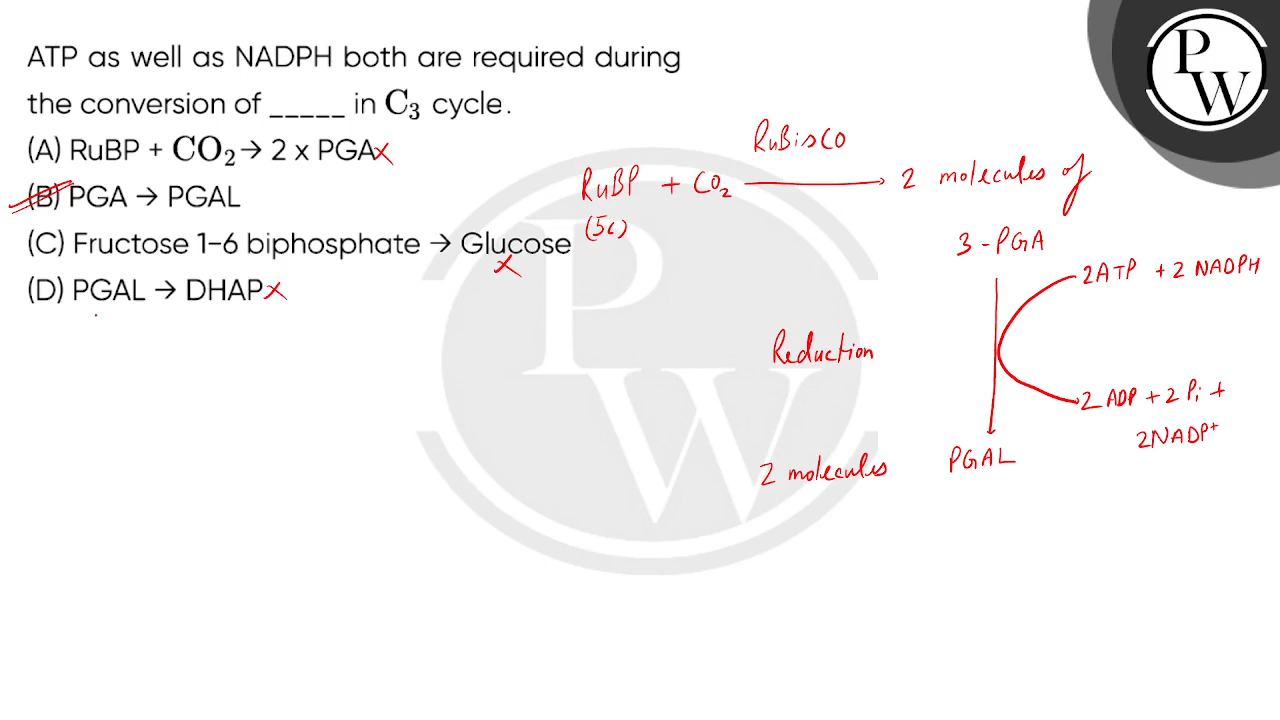 ATP as well as NADPH both are required during
the conversion of _____ in C₃ cycle.
(A) RuBP + CO₂ → 2 x PGA x
(B) PGA → PGAL
(C) Fructose 1-6 biphosphate → Glucose
x
(D) PGAL → DHAP x
P
W
RuBisCO
RuBP + CO₂ → 2 molecules of
(5C)
3-PGA
2ATP + 2 NADPH
Reduction
2 ADP + 2 Pi +
2NADP⁺
2 molecules PGAL
PW